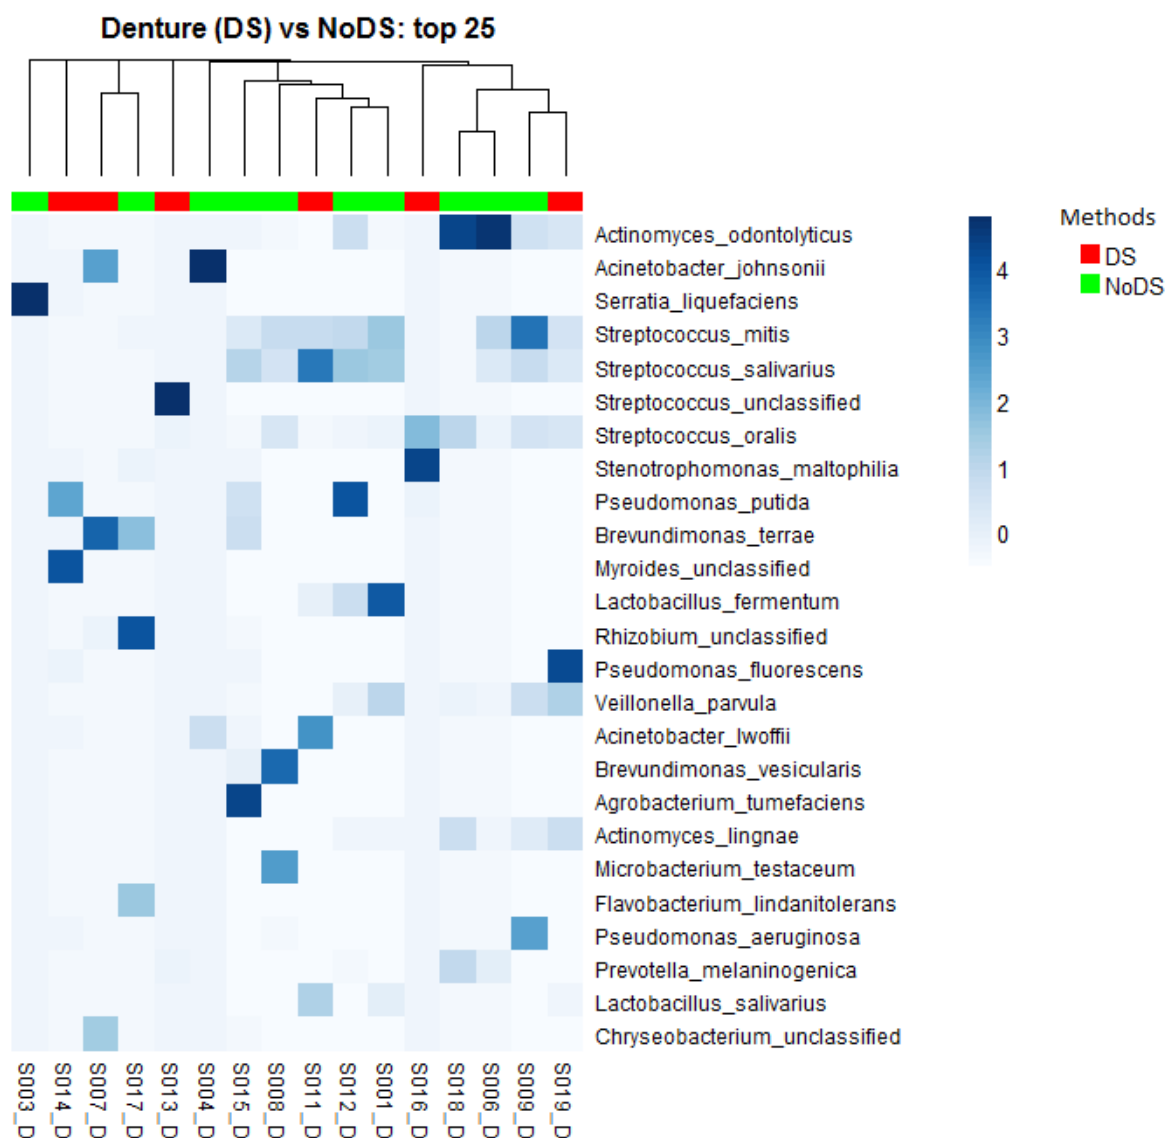 Denture (DS) vs NoDS: top 25
Methods
DS
NoDS
4
3
2
1
0
Actinomyces_odontolyticus
Acinetobacter_johnsonii
Serratia_liquefaciens
Streptococcus_mitis
Streptococcus_salivarius
Streptococcus_unclassified
Streptococcus_oralis
Stenotrophomonas_maltophilia
Pseudomonas_putida
Brevundimonas_terrae
Myroides_unclassified
Lactobacillus_fermentum
Rhizobium_unclassified
Pseudomonas_fluorescens
Veillonella_parvula
Acinetobacter_lwoffii
Brevundimonas_vesicularis
Agrobacterium_tumefaciens
Actinomyces_lingnae
Microbacterium_testaceum
Flavobacterium_lindanitolerans
Pseudomonas_aeruginosa
Prevotella_melaninogenica
Lactobacillus_salivarius
Chryseobacterium_unclassified
S003_D
S014_D
S007_D
S017_D
S013_D
S004_D
S015_D
S008_D
S011_D
S012_D
S001_D
S016_D
S018_D
S006_D
S009_D
S019_D